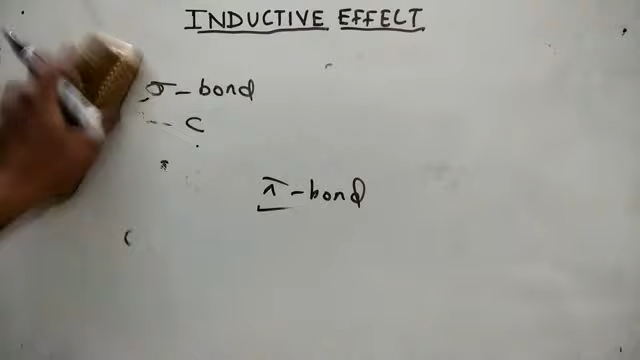 INDUCTIVE EFFECT
σ-bond
-- C
π-bond
(